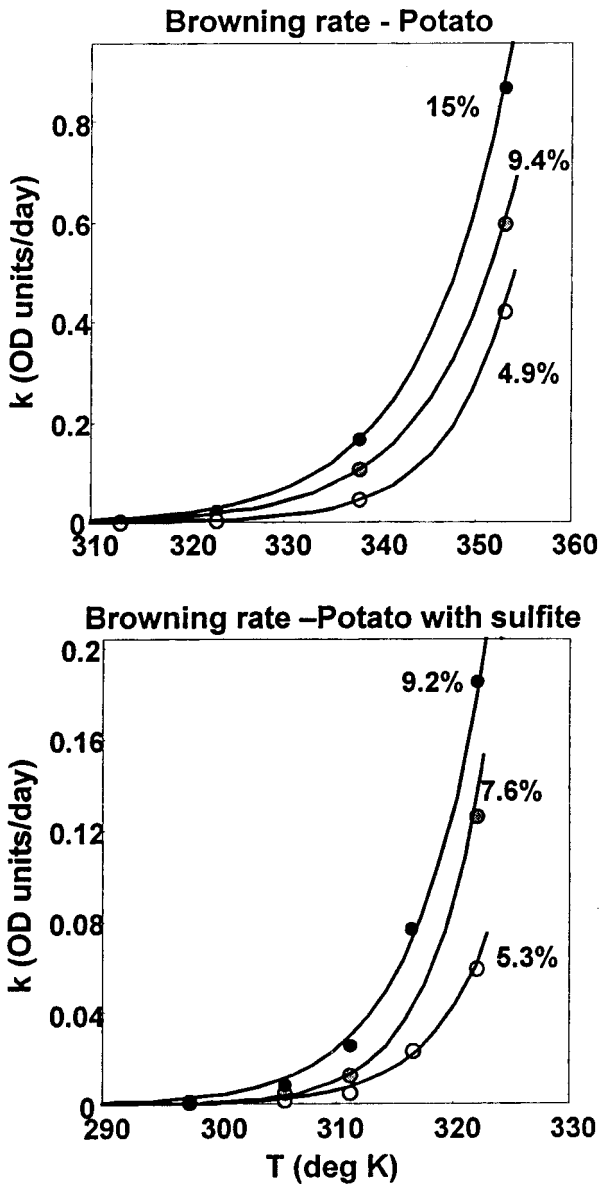 Browning rate - Potato
k (OD units/day)
0.8
0.6
0.4
0.2
0
15%
9.4%
4.9%
310 320 330 340 350 360
Browning rate –Potato with sulfite
k (OD units/day)
0.2
0.16
0.12
0.08
0.04
0
9.2%
7.6%
5.3%
290 300 310 320 330
T (deg K)